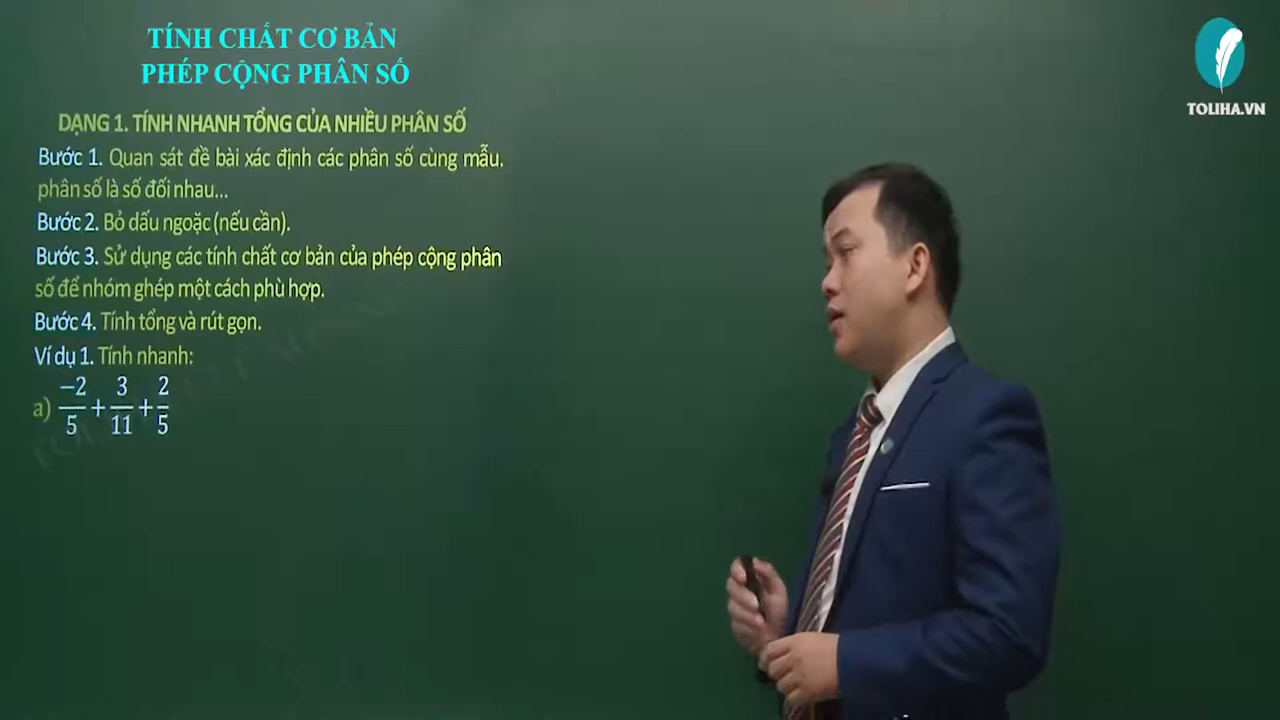 TÍNH CHẤT CƠ BẢN
PHÉP CỘNG PHÂN SỐ
DẠNG 1. TÍNH NHANH TỔNG CỦA NHIỀU PHÂN SỐ
Bước 1. Quan sát đề bài xác định các phân số cùng mẫu.
phân số là số đối nhau...
Bước 2. Bỏ dấu ngoặc (nếu cần).
Bước 3. Sử dụng các tính chất cơ bản của phép cộng phân
số để nhóm ghép một cách phù hợp.
Bước 4. Tính tổng và rút gọn.
Ví dụ 1. Tính nhanh:
a) −2/5 + 3/11 + 2/5
TOLIHA.VN